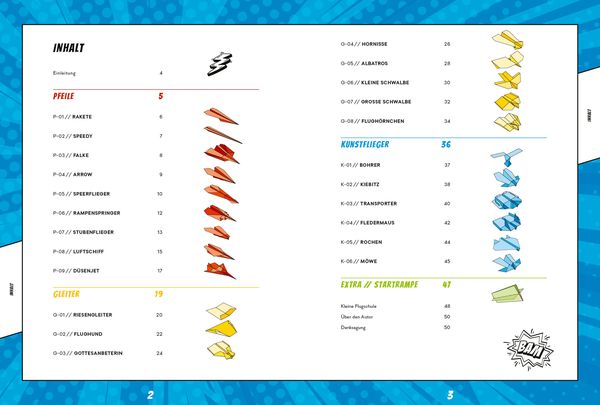 INHALT
Einleitung 4
PFEILE 5
P-01// RAKETE 6
P-02// SPEEDY 7
P-03// FALKE 8
P-04// ARROW 9
P-05// SPEERFLIEGER 10
P-06// RAMPENSPRINGER 12
P-07// STUBENFLIEGER 13
P-08// LUFTSCHIFF 15
P-09// DÜSENJET 17
GLEITER 19
G-01// RIESENGLEITER 20
G-02// FLUGHUND 22
G-03// GOTTESANBETERIN 24
INHALT
2
G-04// HORNISSE 26
G-05// ALBATROS 28
G-06// KLEINE SCHWALBE 30
G-07// GROSSE SCHWALBE 32
G-08// FLUGHÖRNCHEN 34
KUNSTFLIEGER 36
K-01// BOHRER 37
K-02// KIEBITZ 38
K-03// TRANSPORTER 40
K-04// FLEDERMAUS 42
K-05// ROCHEN 44
K-06// MÖWE 45
EXTRA // STARTRAMPE 47
Kleine Flugschule 48
Über den Autor 50
Danksagung 50
BAM
INHALT
3